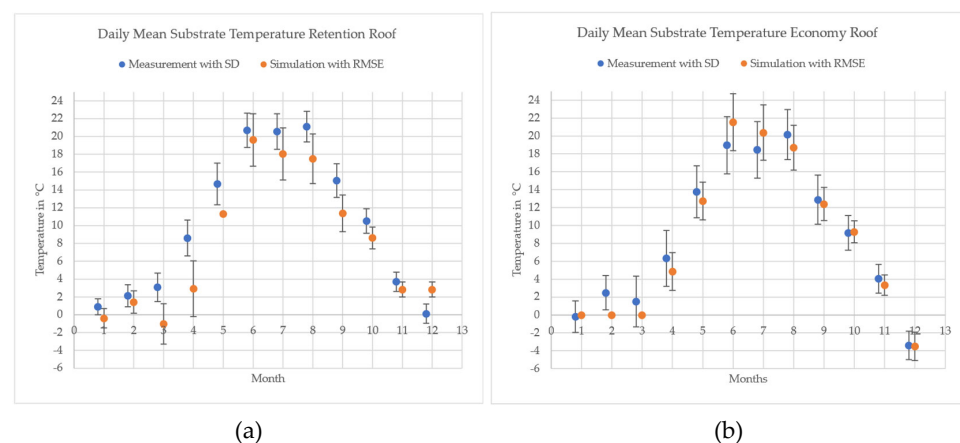 Daily Mean Substrate Temperature Retention Roof
Measurement with SD Simulation with RMSE
24
22
20
18
16
14
12
10
8
6
4
2
0
-2
-4
-6
0 1 2 3 4 5 6 7 8 9 10 11 12 13
Temperature in °C
Month
(a)
Daily Mean Substrate Temperature Economy Roof
Measurement with SD Simulation with RMSE
24
22
20
18
16
14
12
10
8
6
4
2
0
-2
-4
-6
0 1 2 3 4 5 6 7 8 9 10 11 12 13
Temperature in °C
Months
(b)